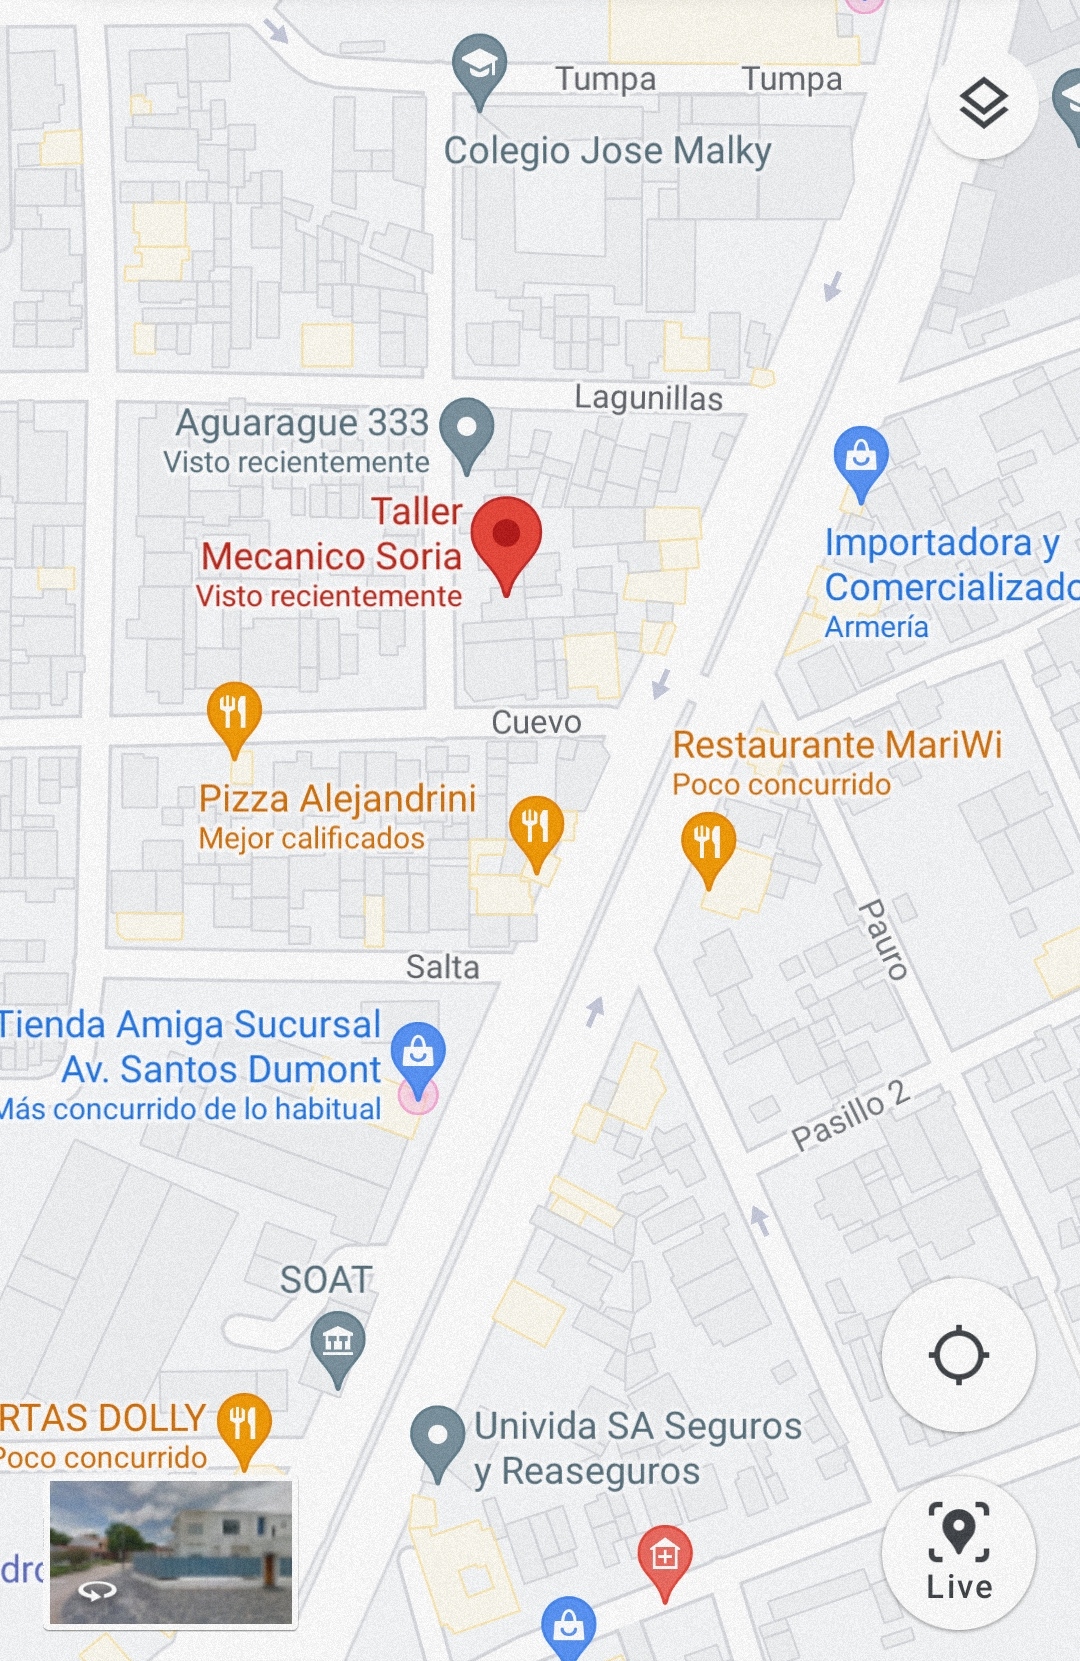 Tumpa
Tumpa
Colegio Jose Malky
Lagunillas
Aguarague 333
Visto recientemente
Taller
Mecanico Soria
Visto recientemente
Importadora y
Comercializado
Armería
Cuevo
Restaurante MariWi
Poco concurrido
Pizza Alejandrini
Mejor calificados
Pauro
Salta
Tienda Amiga Sucursal
Av. Santos Dumont
Más concurrido de lo habitual
Pasillo 2
SOAT
RTAS DOLLY
Poco concurrido
Univida SA Seguros
y Reaseguros
dro
Live